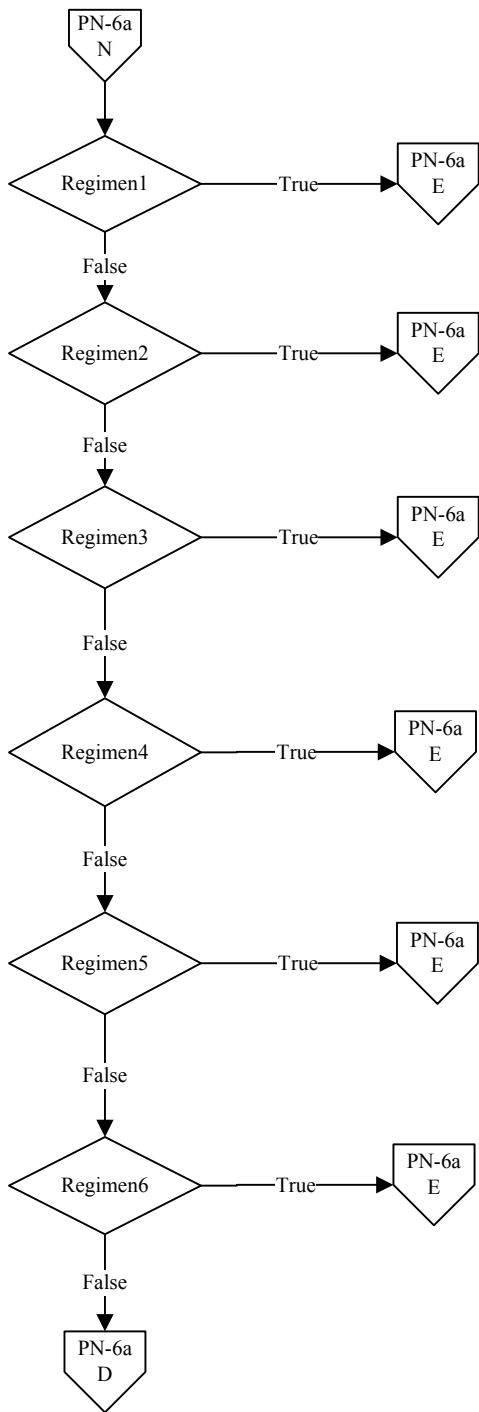 PN-6a
N
Regimen1
True
PN-6a
E
False
Regimen2
True
PN-6a
E
False
Regimen3
True
PN-6a
E
False
Regimen4
True
PN-6a
E
False
Regimen5
True
PN-6a
E
False
Regimen6
True
PN-6a
E
False
PN-6a
D